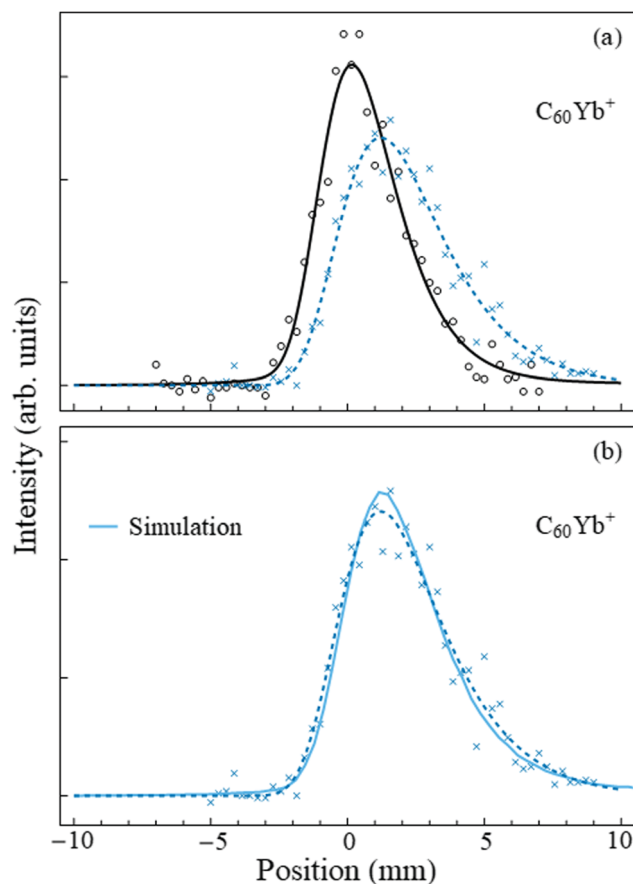 (a)
C₆₀Yb⁺
Intensity (arb. units)
(b)
Simulation
C₆₀Yb⁺
−10 −5 0 5 10
Position (mm)